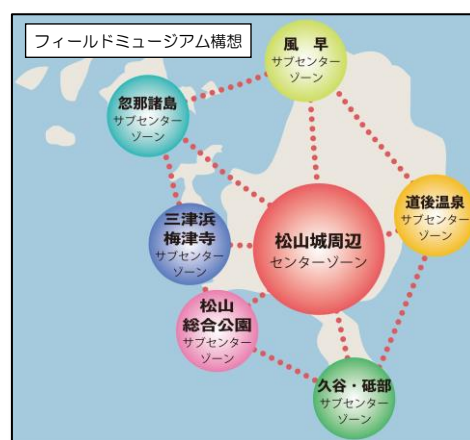 フィールドミュージアム構想
風 早
サブセンター
ゾーン
忽那諸島
サブセンター
ゾーン
道後温泉
サブセンター
ゾーン
三津浜
梅津寺
サブセンター
ゾーン
松山城周辺
センターゾーン
松山
総合公園
サブセンター
ゾーン
久谷・砥部
サブセンター
ゾーン